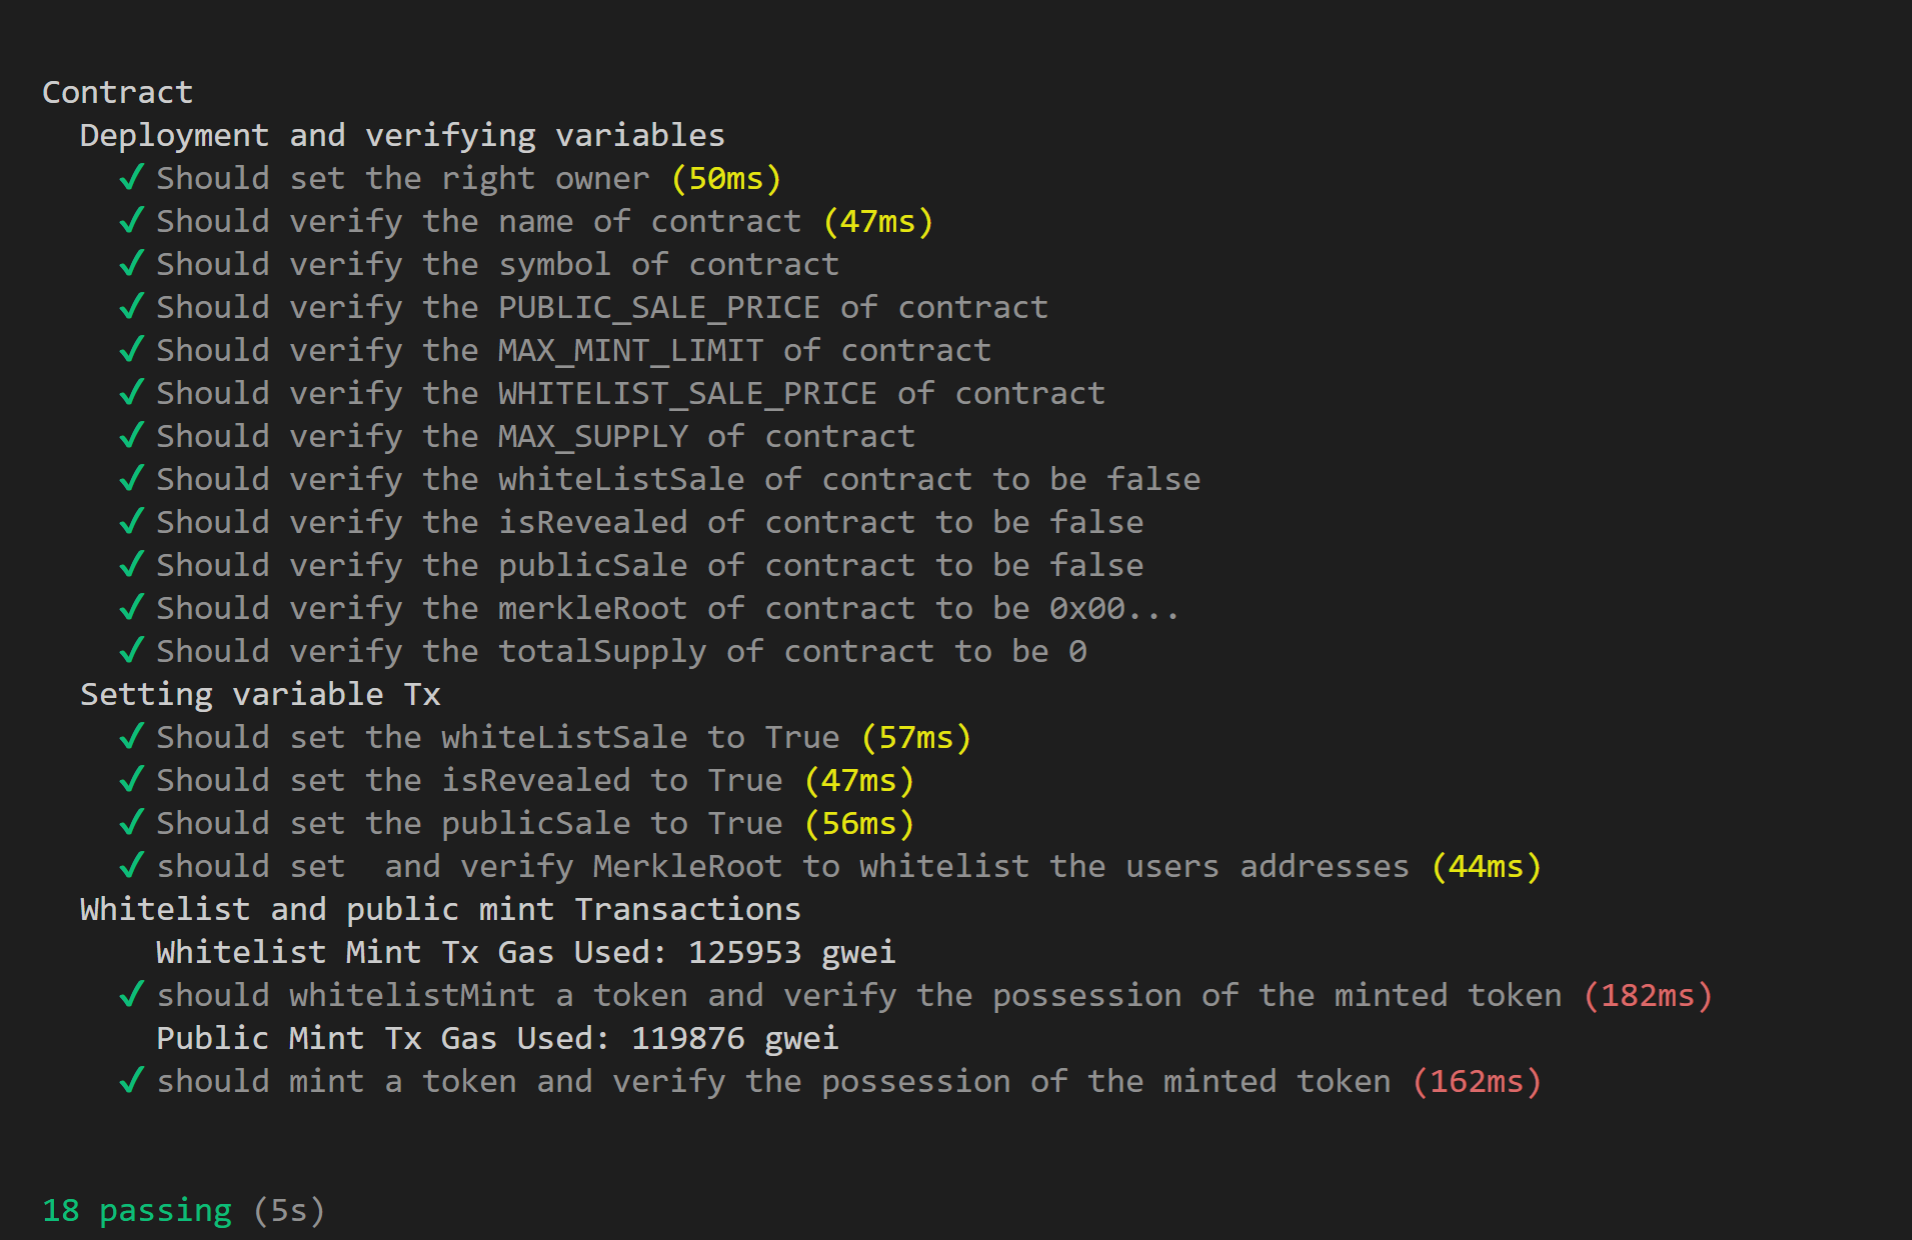 Contract
Deployment and verifying variables
✓ Should set the right owner (50ms)
✓ Should verify the name of contract (47ms)
✓ Should verify the symbol of contract
✓ Should verify the PUBLIC_SALE_PRICE of contract
✓ Should verify the MAX_MINT_LIMIT of contract
✓ Should verify the WHITELIST_SALE_PRICE of contract
✓ Should verify the MAX_SUPPLY of contract
✓ Should verify the whiteListSale of contract to be false
✓ Should verify the isRevealed of contract to be false
✓ Should verify the publicSale of contract to be false
✓ Should verify the merkleRoot of contract to be 0x00...
✓ Should verify the totalSupply of contract to be 0
Setting variable Tx
✓ Should set the whiteListSale to True (57ms)
✓ Should set the isRevealed to True (47ms)
✓ Should set the publicSale to True (56ms)
✓ should set  and verify MerkleRoot to whitelist the users addresses (44ms)
Whitelist and public mint Transactions
Whitelist Mint Tx Gas Used: 125953 gwei
✓ should whitelistMint a token and verify the possession of the minted token (182ms)
Public Mint Tx Gas Used: 119876 gwei
✓ should mint a token and verify the possession of the minted token (162ms)
18 passing (5s)